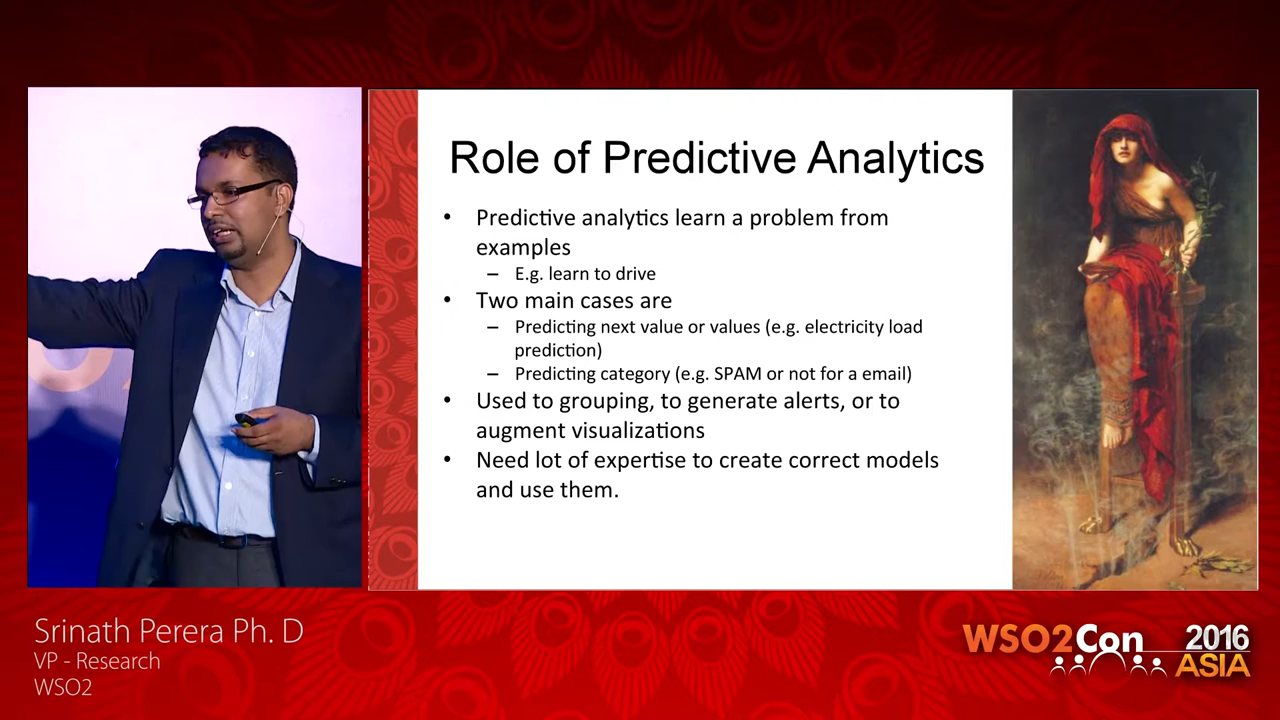 Role of Predictive Analytics
• Predictive analytics learn a problem from
examples
– E.g. learn to drive
• Two main cases are
– Predicting next value or values (e.g. electricity load
prediction)
– Predicting category (e.g. SPAM or not for a email)
• Used to grouping, to generate alerts, or to
augment visualizations
• Need lot of expertise to create correct models
and use them.
Srinath Perera Ph. D
VP - Research
WSO2
WSO2Con 2016
ASIA